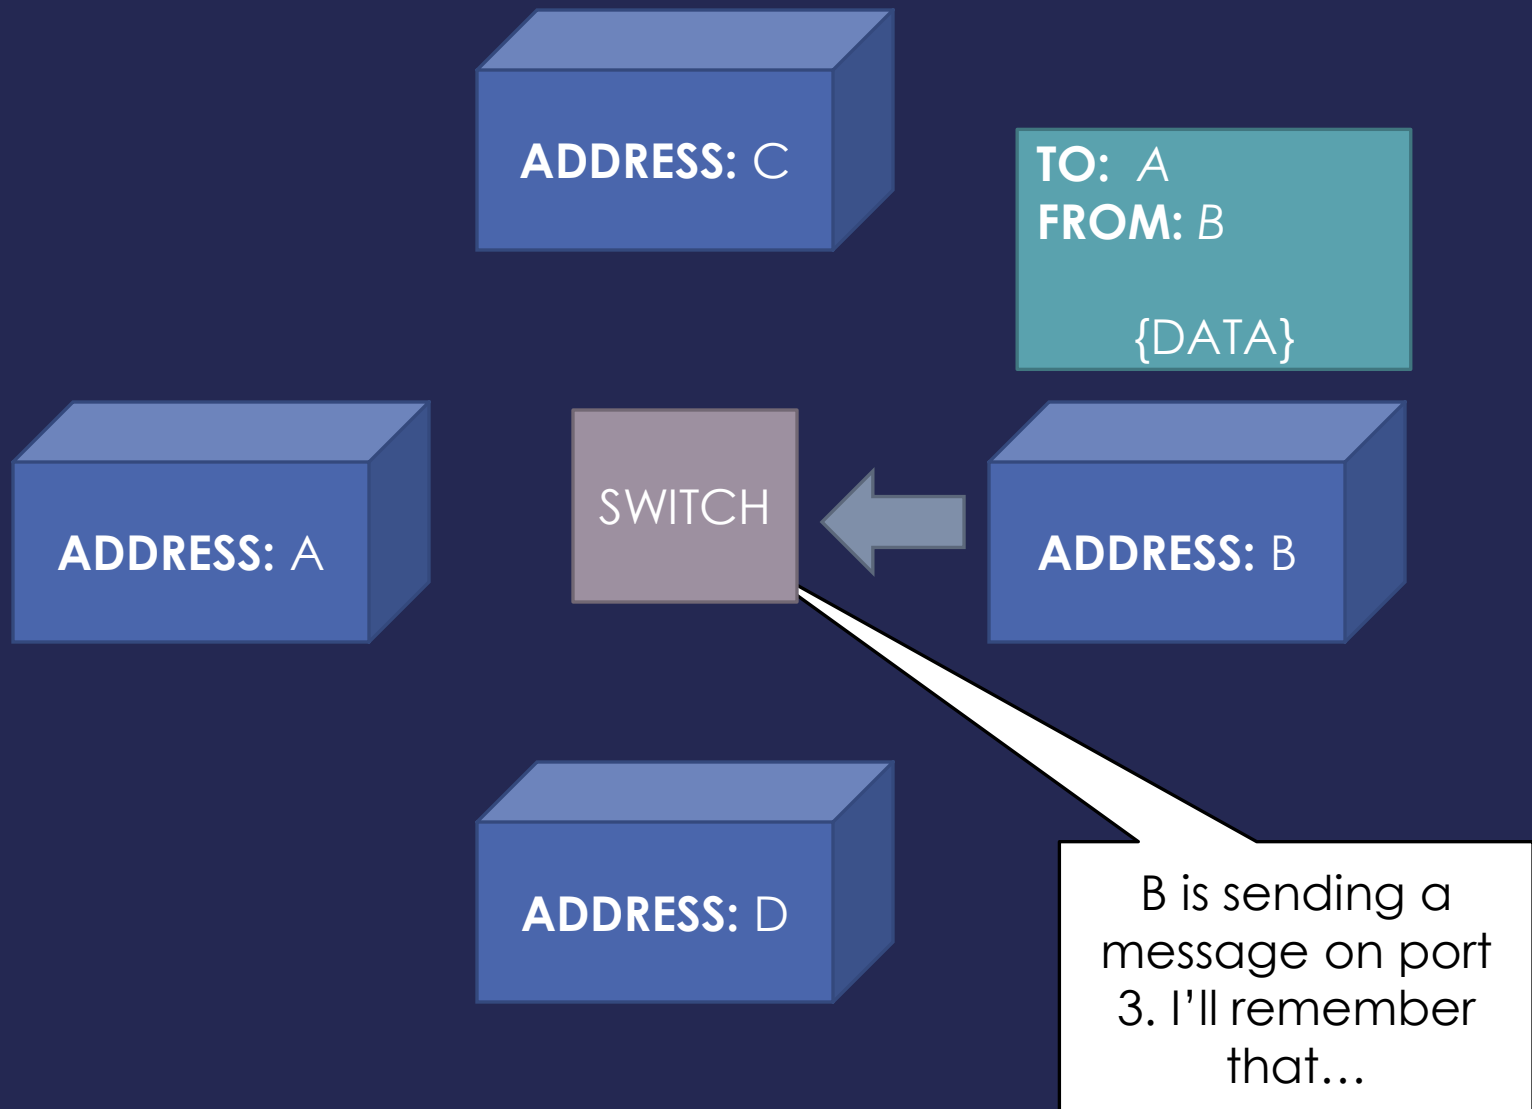 ADDRESS: C
TO: A
FROM: B
{DATA}
ADDRESS: A
SWITCH
ADDRESS: B
ADDRESS: D
B is sending a
message on port
3. I’ll remember
that…